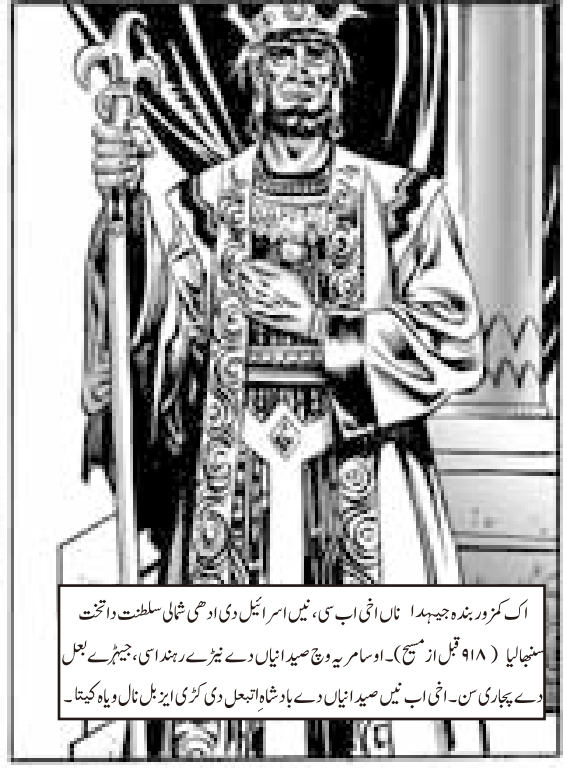 اک کمزور بندہ جیہدا ناں اخی اب سی، نیں اسرائیل دی ادھی شمالی سلطنت دا تخت
سنبھالیا ( ۹۱۸ قبل از مسیح)۔ اوسامریہ وچ صیدانیاں دے نیڑے رہندا سی، جیہڑے بعل
دے پجاری سن۔ اخی اب نیں صیدانیاں دے بادشاہ اتبعل دی کڑی ایزبل نال ویاہ کیتا۔